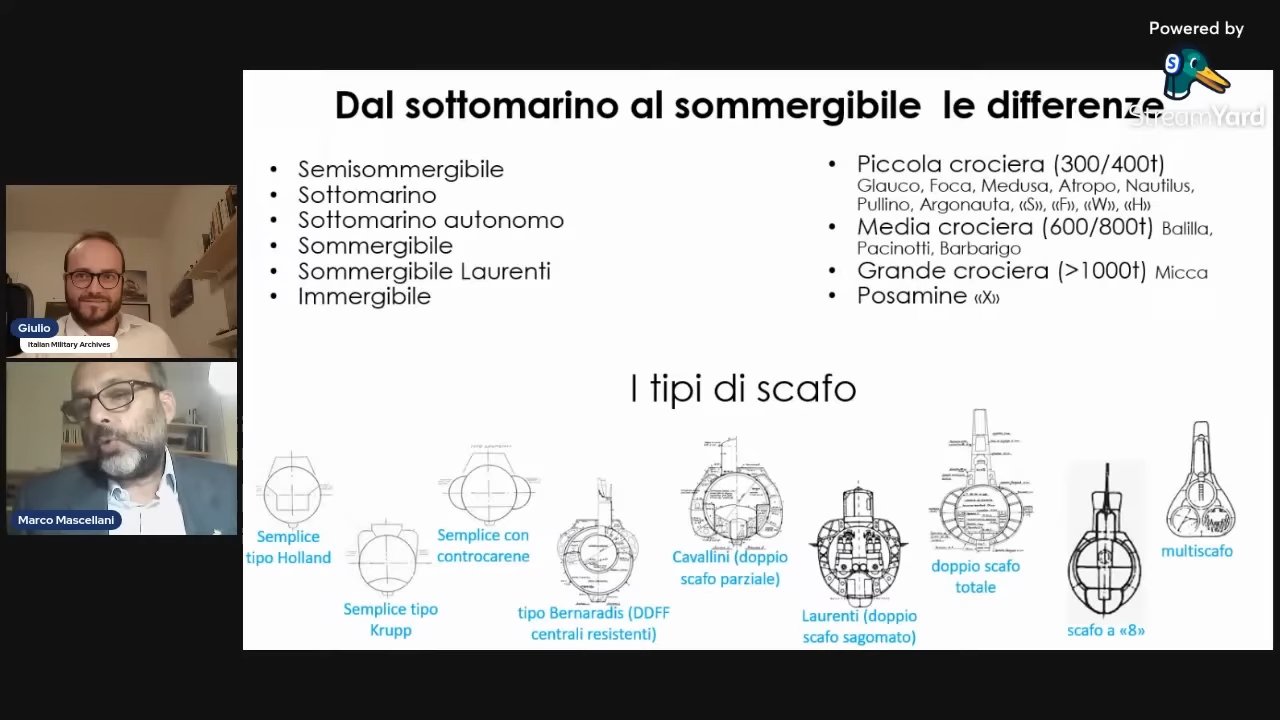 Powered by
StreamYard
Dal sottomarino al sommergibile le differenze
• Semisommergibile
• Sottomarino
• Sottomarino autonomo
• Sommergibile
• Sommergibile Laurenti
• Immergibile
• Piccola crociera (300/400t)
Glauco, Foca, Medusa, Atropo, Nautilus,
Pullino, Argonauta, «S», «F», «W», «H»
• Media crociera (600/800t) Balilla,
Pacinotti, Barbarigo
• Grande crociera (>1000t) Micca
• Posamine «X»
Giulio
Italian Military Archives
Marco Mascellani
I tipi di scafo
Semplice
tipo Holland
Semplice tipo
Krupp
Semplice con
controcarene
tipo Bernaradis (DDFF
centrali resistenti)
Cavallini (doppio
scafo parziale)
Laurenti (doppio
scafo sagomato)
doppio scafo
totale
scafo a «8»
multiscafo